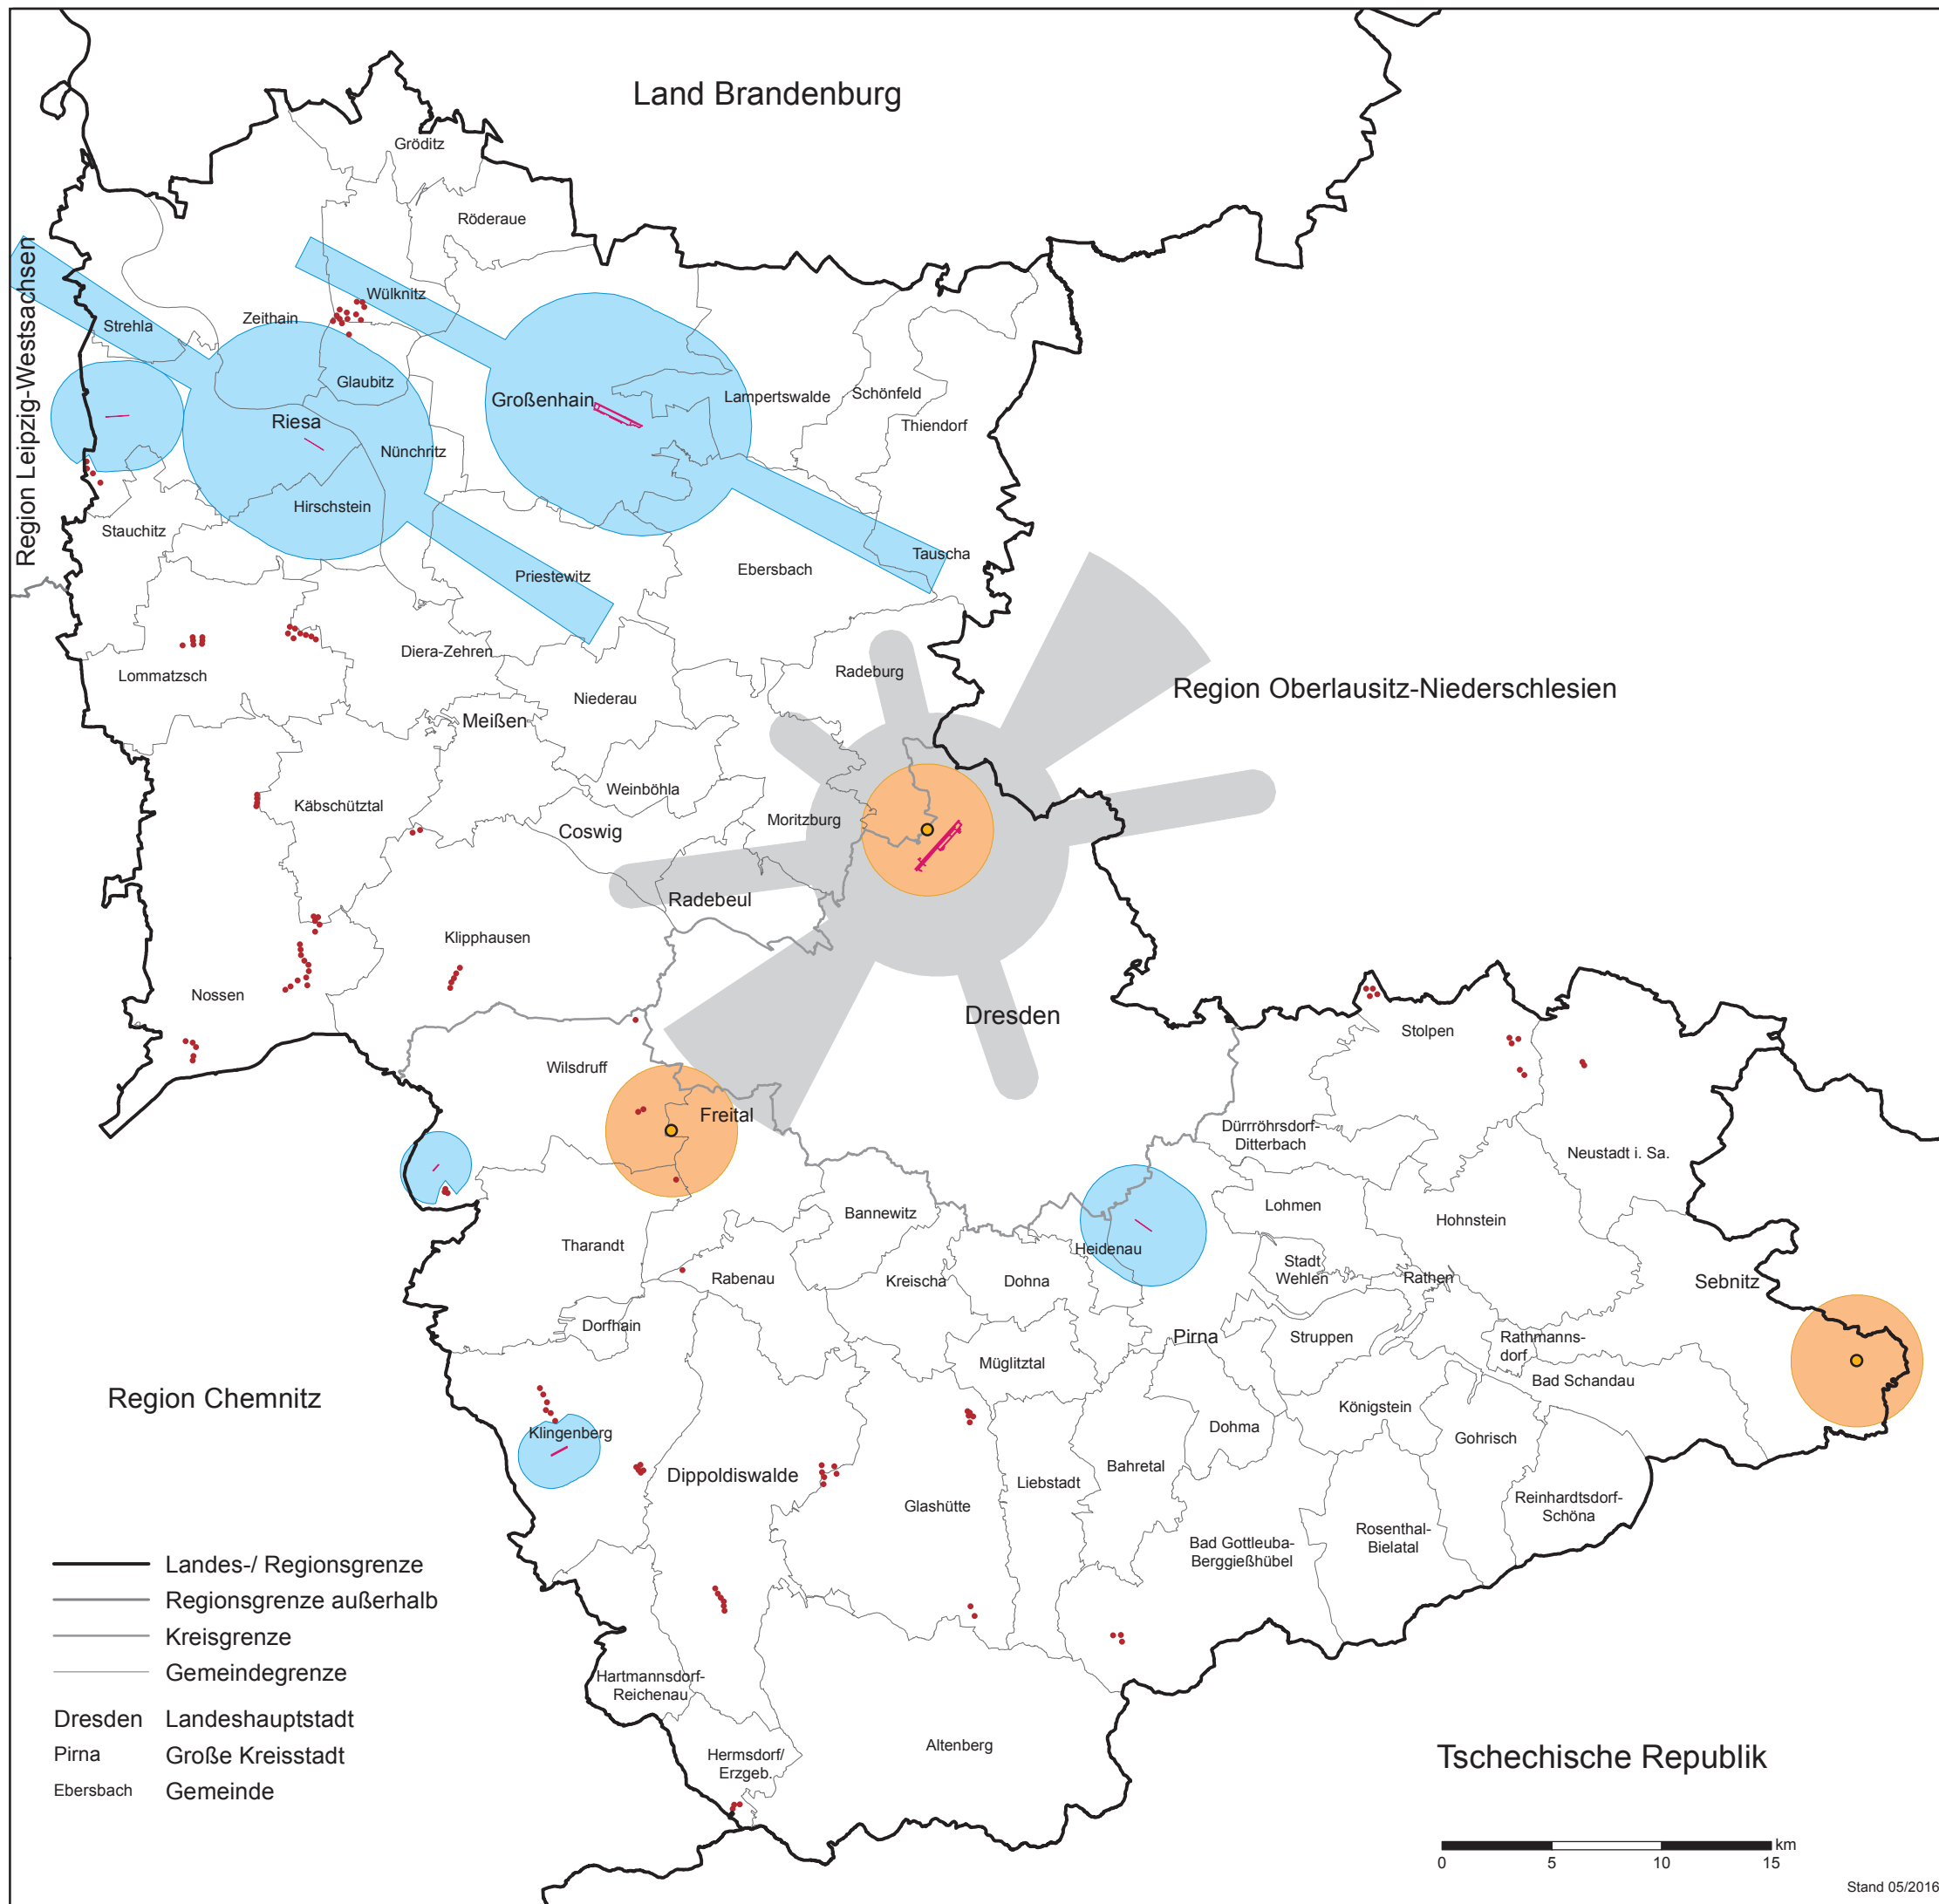 Land Brandenburg
Gröditz
Röderaue
Wülknitz
Zeithain
Strehla
Region Leipzig-Westsachsen
Glaubitz
Großenhain
Lampertswalde
Schönfeld
Riesa
Thiendorf
Nünchritz
Hirschstein
Stauchitz
Tauscha
Priestewitz
Ebersbach
Diera-Zehren
Lommatzsch
Radeburg
Region Oberlausitz-Niederschlesien
Niederau
Meißen
Weinböhla
Käbschütztal
Moritzburg
Coswig
Radebeul
Klipphausen
Nossen
Dresden
Stolpen
Wilsdruff
Freital
Dürrröhrsdorf-
Ditterbach
Neustadt i. Sa.
Lohmen
Bannewitz
Hohnstein
Tharandt
Heidenau
Stadt
Wehlen
Rathen
Rabenau
Kreischa
Dohna
Sebnitz
Dorfhain
Pirna
Struppen
Rathmanns-
dorf
Müglitztal
Bad Schandau
Region Chemnitz
Königstein
Klingenberg
Dohma
Gohrisch
Dippoldiswalde
Bahretal
Liebstadt
Glashütte
Reinhardtsdorf-
Schöna
Rosenthal-
Bielatal
Bad Gottleuba-
Berggießhübel
Landes-/ Regionsgrenze
Regionsgrenze außerhalb
Kreisgrenze
Gemeindegrenze
Hartmannsdorf-
Reichenau
Dresden Landeshauptstadt
Pirna Große Kreisstadt
Ebersbach Gemeinde
Hermsdorf/
Erzgeb.
Altenberg
Tschechische Republik
km
0 5 10 15
Stand 05/2016